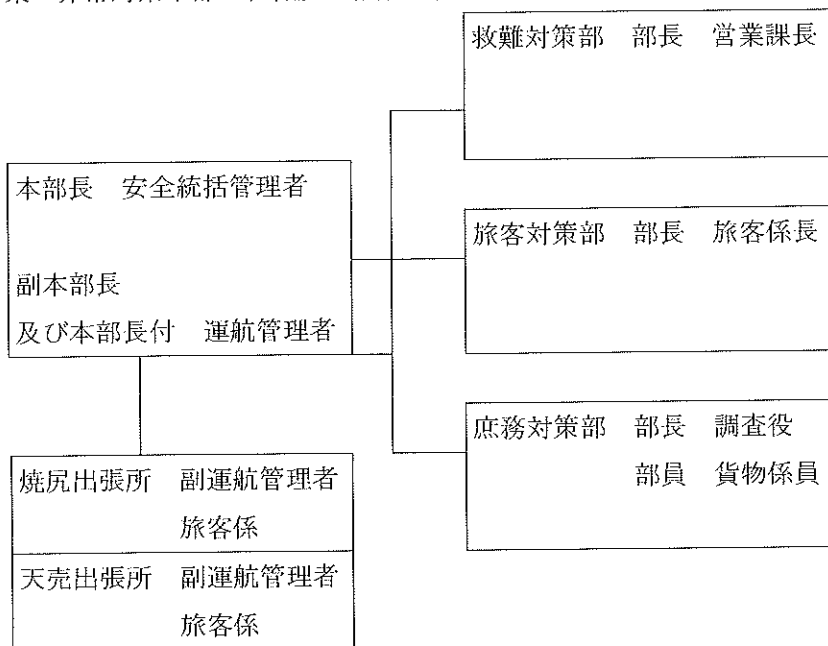 救難対策部　部長　営業課長
本部長　安全統括管理者
副本部長
及び本部長付　運航管理者
旅客対策部　部長　旅客係長
庶務対策部　部長　調査役
部員　貨物係員
焼尻出張所　副運航管理者
旅客係
天売出張所　副運航管理者
旅客係